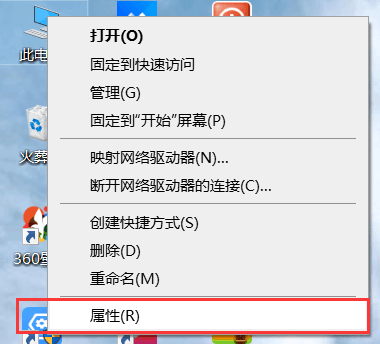 此电
打开(O)
固定到快速访问
管理(G)
固定到“开始”屏幕(P)
火葬
映射网络驱动器(N)...
断开网络驱动器的连接(C)...
创建快捷方式(S)
删除(D)
360
重命名(M)
属性(R)